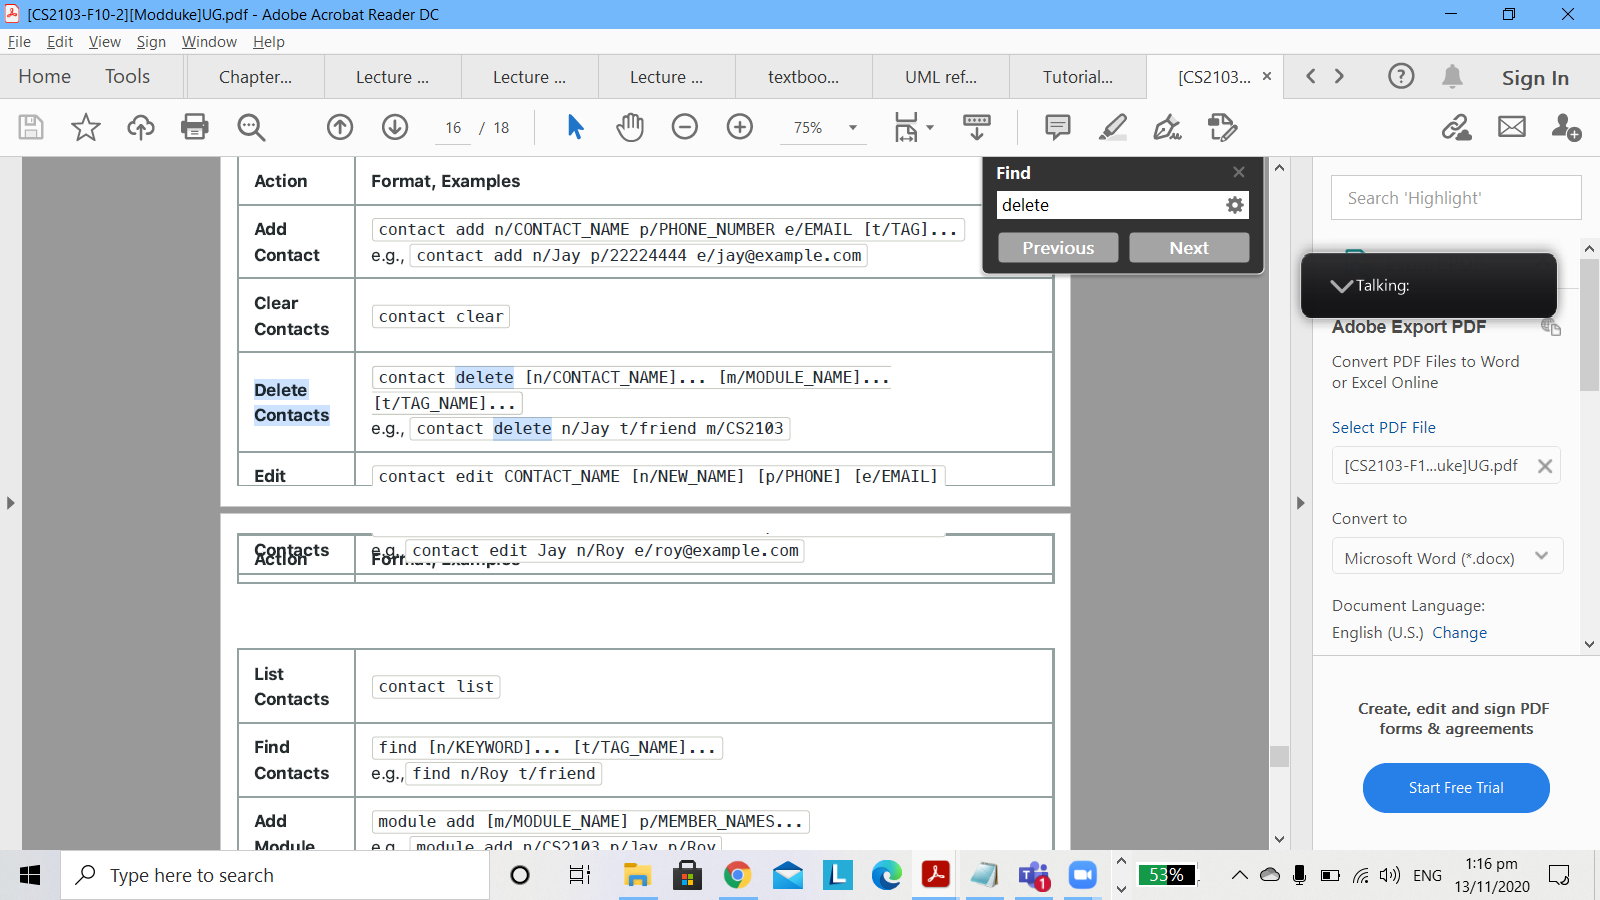 [CS2103-F10-2][Modduke]UG.pdf - Adobe Acrobat Reader DC
File Edit View Sign Window Help
Home Tools Chapter... Lecture ... Lecture ... Lecture ... textboo... UML ref... Tutorial... [CS2103... × Sign In
16 / 18 75%
Find
delete
Previous Next
Action Format, Examples
Add Contact
contact add n/CONTACT_NAME p/PHONE_NUMBER e/EMAIL [t/TAG]...
e.g., contact add n/Jay p/22224444 e/jay@example.com
Clear Contacts
contact clear
Delete Contacts
contact delete [n/CONTACT_NAME]... [m/MODULE_NAME]...
[t/TAG_NAME]...
e.g., contact delete n/Jay t/friend m/CS2103
Edit contact edit CONTACT_NAME [n/NEW_NAME] [p/PHONE] [e/EMAIL]
Contacts e.g. contact edit Jay n/Roy e/roy@example.com
Action Format, Examples
List Contacts
contact list
Find Contacts
find [n/KEYWORD]... [t/TAG_NAME]...
e.g., find n/Roy t/friend
Add Module
module add [m/MODULE_NAME] p/MEMBER_NAMES...
e.g. module add n/CS2103 p/Jay p/Roy
Search 'Highlight'
Talking:
Adobe Export PDF
Convert PDF Files to Word
or Excel Online
Select PDF File
[CS2103-F1...uke]UG.pdf
Convert to
Microsoft Word (*.docx)
Document Language:
English (U.S.) Change
Create, edit and sign PDF
forms & agreements
Start Free Trial
Type here to search
L
1
53%
ENG
1:16 pm
13/11/2020